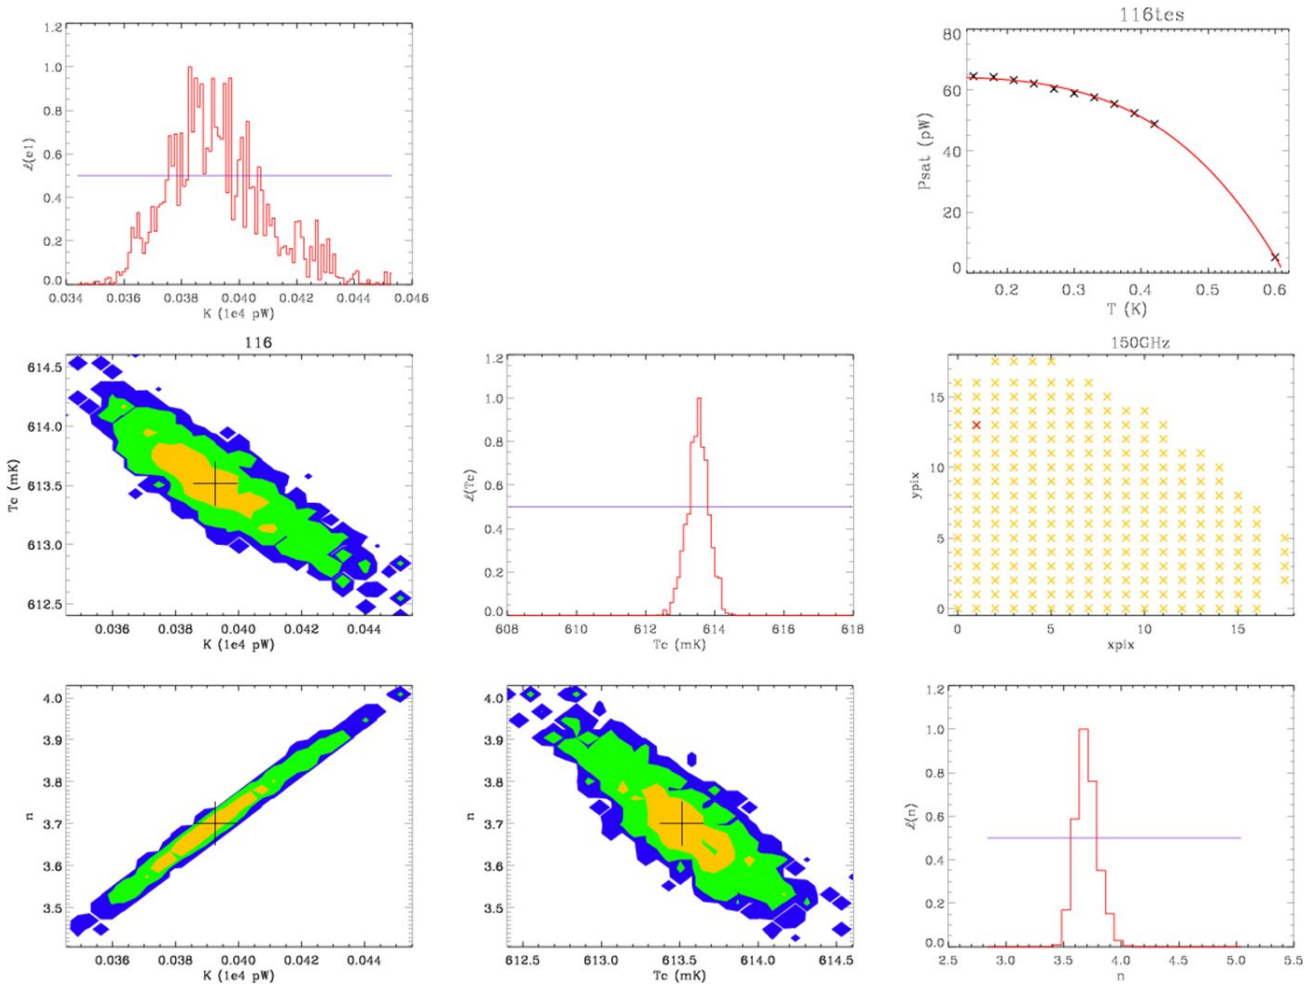 1.2
1.0
0.8
0.6
0.4
0.2
0.0
ℒ(e1)
0.034 0.036 0.038 0.040 0.042 0.044 0.046
K (1e4 pW)
116tes
80
60
40
20
0
Psat (pW)
0.2 0.3 0.4 0.5 0.6
T (K)
116
614.5
614.0
613.5
613.0
612.5
Tc (mK)
0.036 0.038 0.040 0.042 0.044
K (1e4 pW)
1.2
1.0
0.8
0.6
0.4
0.2
0.0
ℒ(Tc)
608 610 612 614 616 618
Tc (mK)
150GHz
15
10
5
0
ypix
0 5 10 15
xpix
4.0
3.9
3.8
3.7
3.6
3.5
n
0.036 0.038 0.040 0.042 0.044
K (1e4 pW)
4.0
3.9
3.8
3.7
3.6
3.5
n
612.5 613.0 613.5 614.0 614.5
Tc (mK)
1.2
1.0
0.8
0.6
0.4
0.2
0.0
ℒ(n)
2.5 3.0 3.5 4.0 4.5 5.0 5.5
n